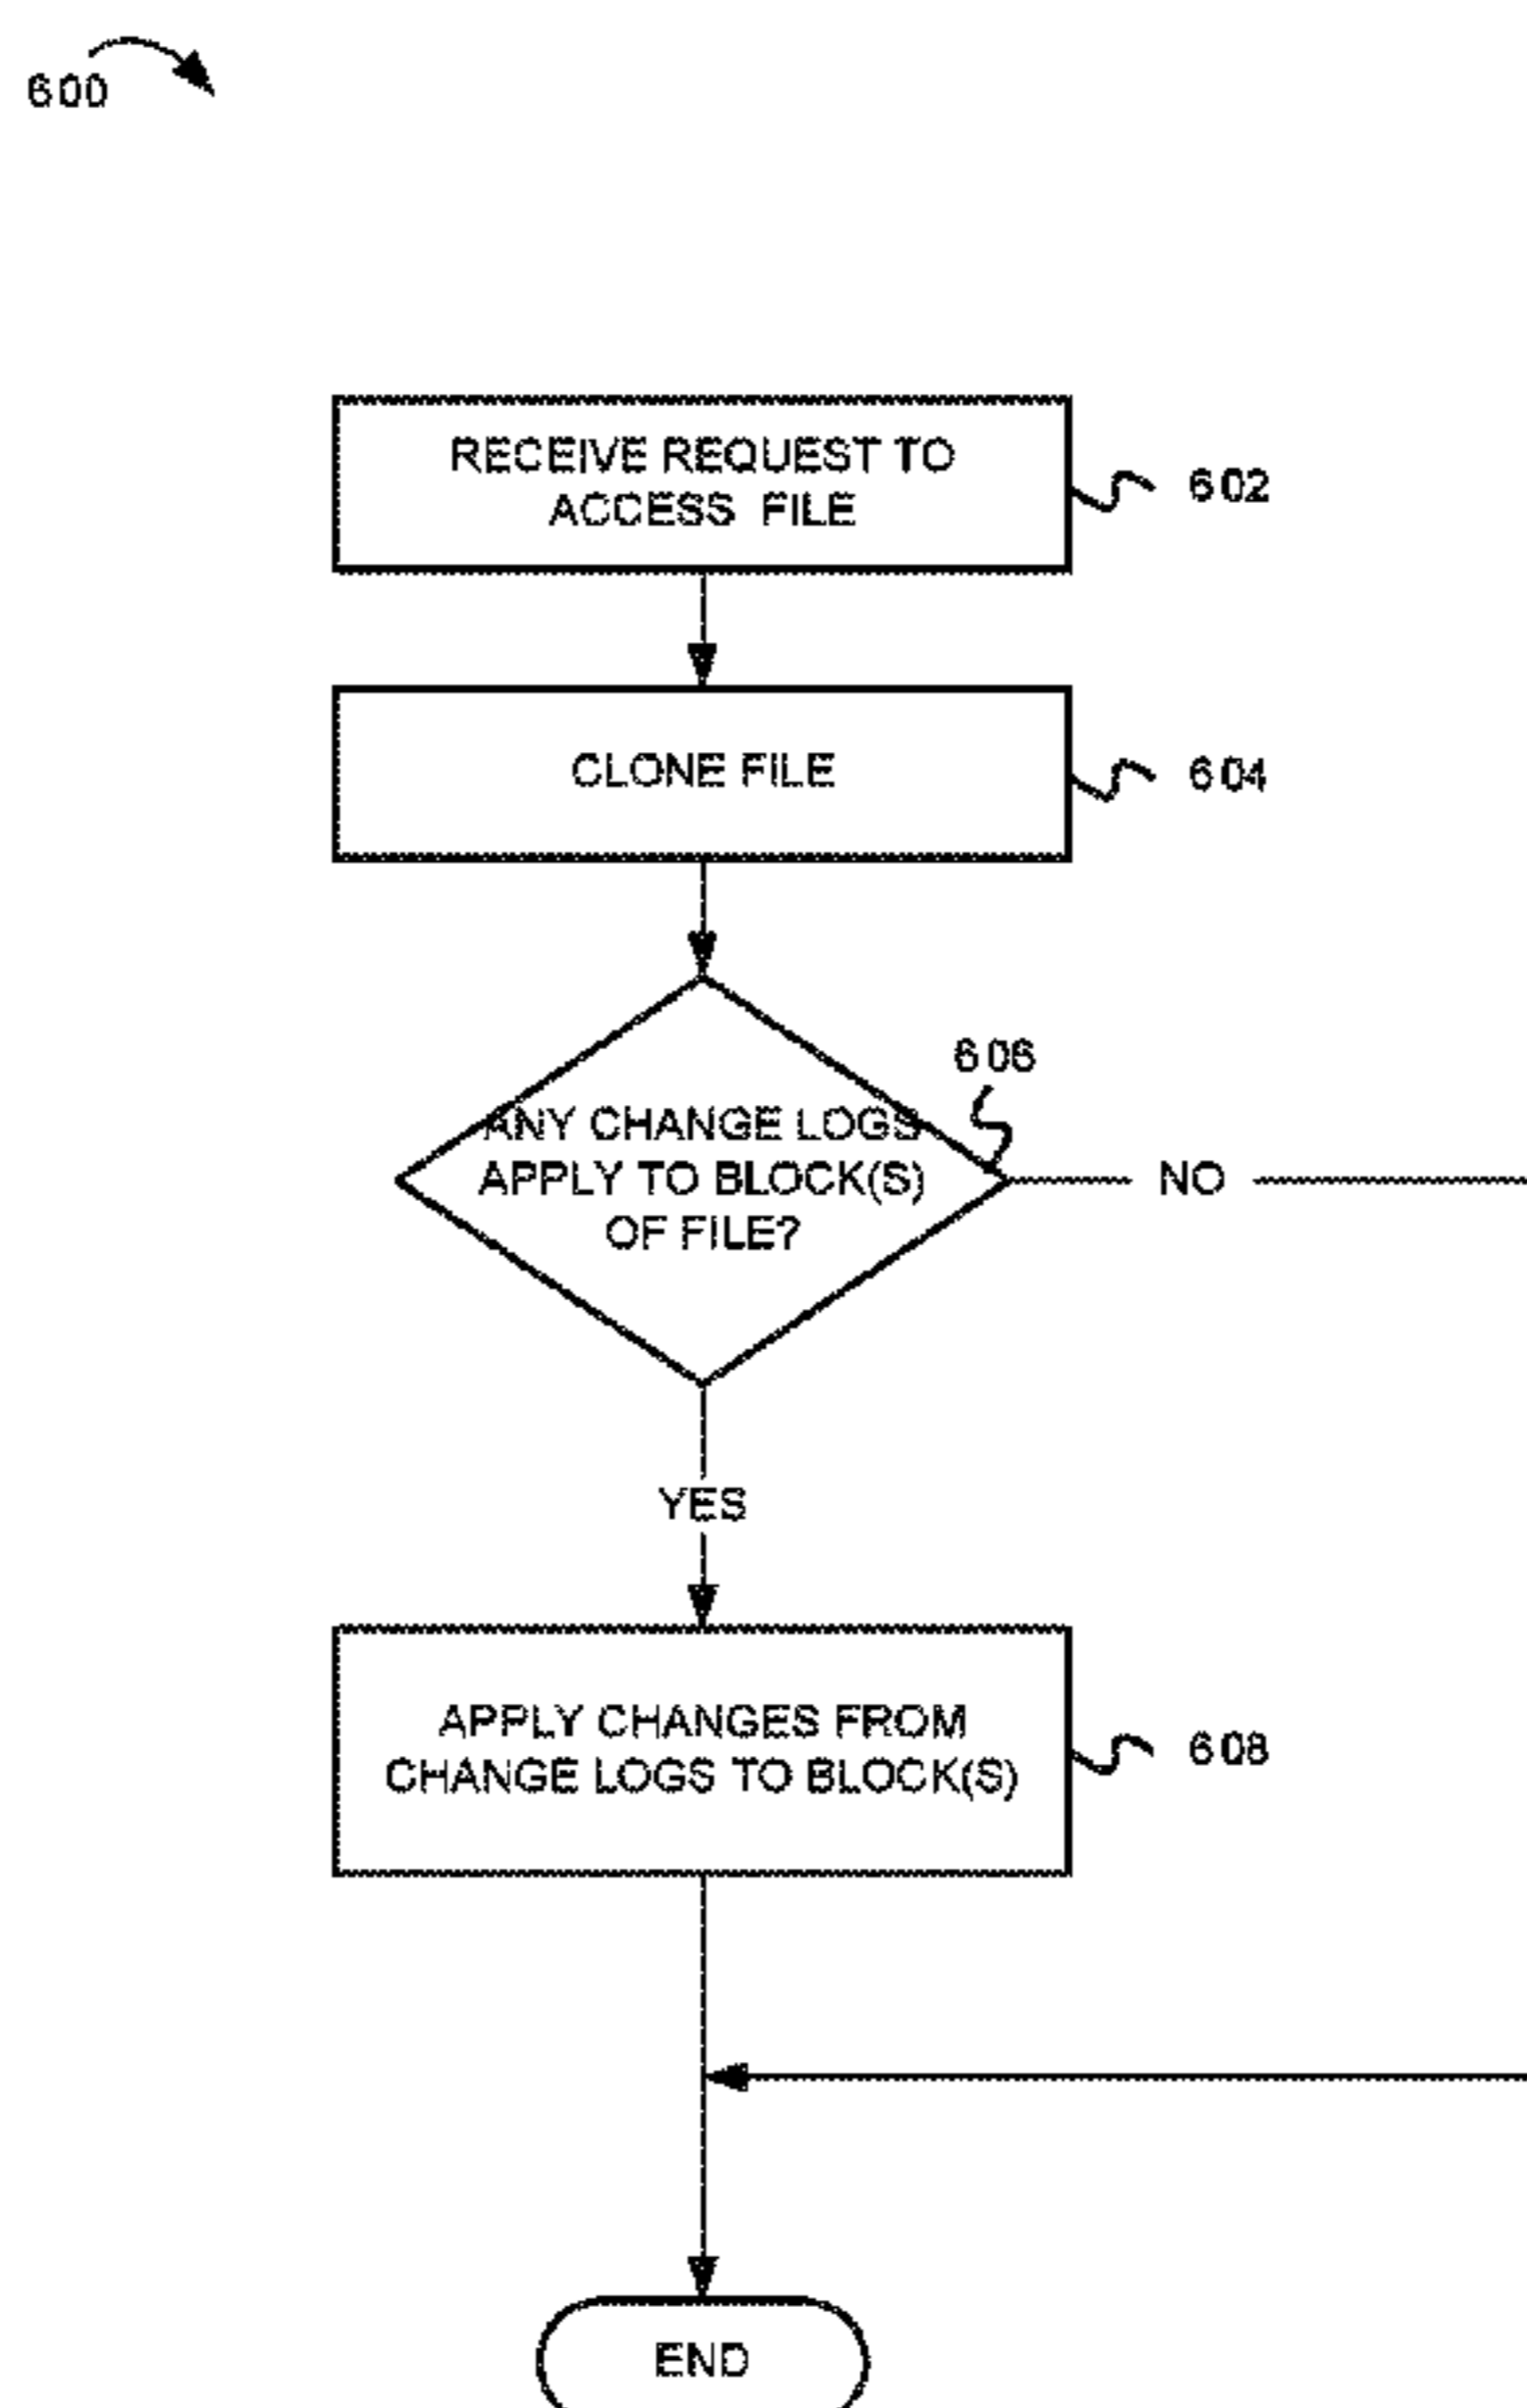 600
RECEIVE REQUEST TO
ACCESS FILE
602
CLONE FILE
604
606
ANY CHANGE LOGS
APPLY TO BLOCK(S)
OF FILE?
NO
YES
APPLY CHANGES FROM
CHANGE LOGS TO BLOCK(S)
608
END